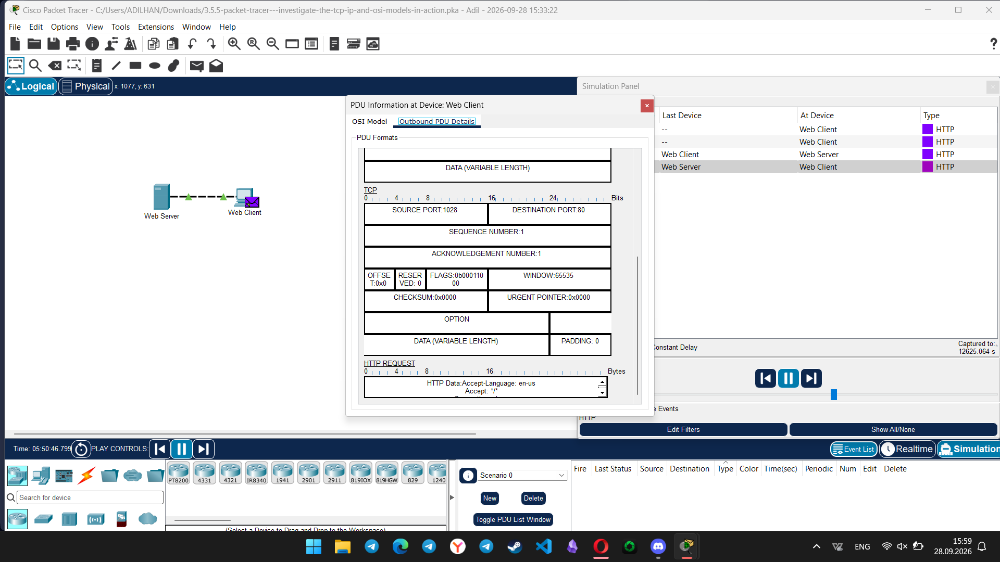 Cisco Packet Tracer - C:/Users/ADILHAN/Downloads/3.5.5-packet-tracer---investigate-the-tcp-ip-and-osi-models-in-action.pka - Adil - 2026-09-28 15:33:22
File Edit Options View Tools Extensions Window Help
?
Logical Physical x: 1077, y: 631
Simulation Panel
PDU Information at Device: Web Client
OSI Model Outbound PDU Details
PDU Formats
DATA (VARIABLE LENGTH)
TCP
0 4 8 16 24 Bits
SOURCE PORT:1028 DESTINATION PORT:80
SEQUENCE NUMBER:1
ACKNOWLEDGEMENT NUMBER:1
OFFSE
T:0x0
RESER
VED: 0
FLAGS:0b000110
00
WINDOW:65535
CHECKSUM:0x0000 URGENT POINTER:0x0000
OPTION
DATA (VARIABLE LENGTH) PADDING: 0
HTTP REQUEST
0 4 8 16 Bytes
HTTP Data:Accept-Language: en-us
Accept: */*
Last Device At Device Type
-- Web Client HTTP
-- Web Client HTTP
Web Client Web Server HTTP
Web Server Web Client HTTP
Web Server
Web Client
Constant Delay
Captured to:
12625.064 s
e Events
HTTP
Edit Filters Show All/None
Time: 05:50:46.799 PLAY CONTROLS:
Event List Realtime Simulation
PT8200 4331 4321 IR8340 1941 2901 2911 819IOX 819HGW 829 1240
Search for device
(Select a Device to Drag and Drop to the Workspace)
Scenario 0
New Delete
Toggle PDU List Window
Fire Last Status Source Destination Type Color Time(sec) Periodic Num Edit Delete
ENG
15:59
28.09.2026